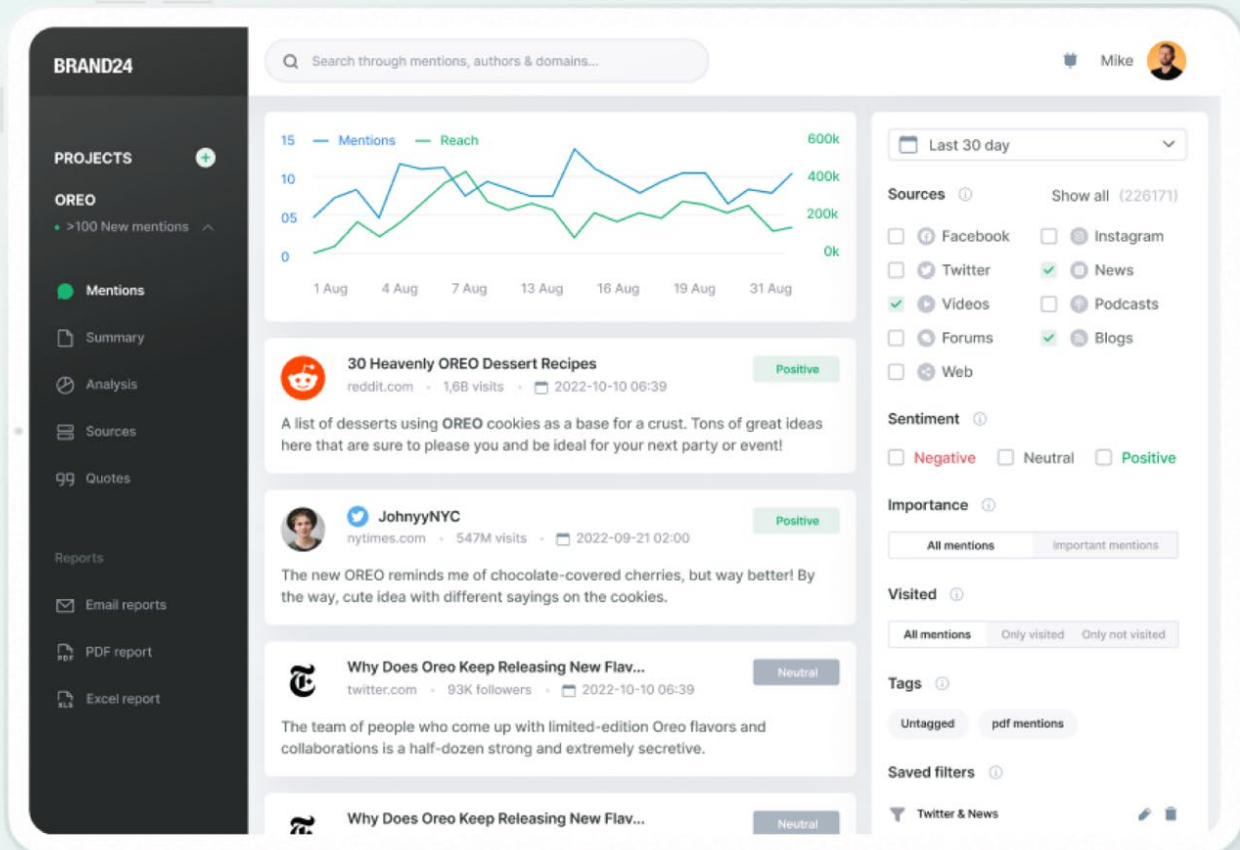 BRAND24
Search through mentions, authors & domains...
Mike
PROJECTS
OREO
>100 New mentions
Mentions
Summary
Analysis
Sources
Quotes
Reports
Email reports
PDF report
Excel report
15 Mentions Reach 600k
10 400k
05 200k
0 0k
1 Aug 4 Aug 7 Aug 13 Aug 16 Aug 19 Aug 31 Aug
30 Heavenly OREO Dessert Recipes
Positive
reddit.com • 1,6B visits • 2022-10-10 06:39
A list of desserts using OREO cookies as a base for a crust. Tons of great ideas
here that are sure to please you and be ideal for your next party or event!
JohnyyNYC
Positive
nytimes.com • 547M visits • 2022-09-21 02:00
The new OREO reminds me of chocolate-covered cherries, but way better! By
the way, cute idea with different sayings on the cookies.
Why Does Oreo Keep Releasing New Flav...
Neutral
twitter.com • 93K followers • 2022-10-10 06:39
The team of people who come up with limited-edition Oreo flavors and
collaborations is a half-dozen strong and extremely secretive.
Why Does Oreo Keep Releasing New Flav...
Neutral
Last 30 day
Sources Show all (226171)
Facebook Instagram
Twitter News
Videos Podcasts
Forums Blogs
Web
Sentiment
Negative Neutral Positive
Importance
All mentions Important mentions
Visited
All mentions Only visited Only not visited
Tags
Untagged pdf mentions
Saved filters
Twitter & News